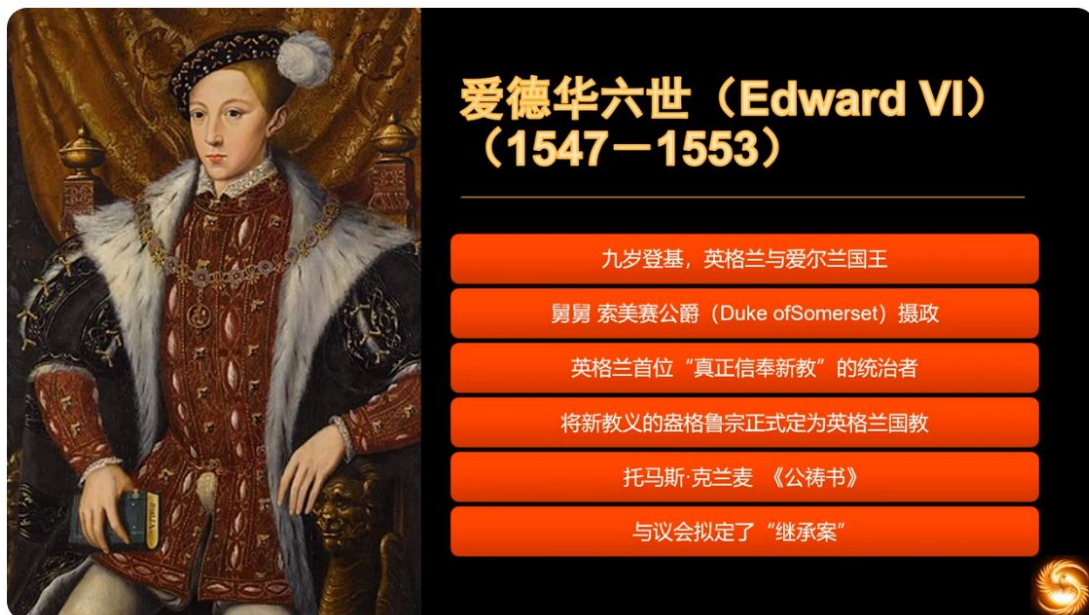 爱德华六世（Edward VI）
（1547－1553）
九岁登基，英格兰与爱尔兰国王
舅舅 索美赛公爵（Duke ofSomerset）摄政
英格兰首位“真正信奉新教”的统治者
将新教义的盎格鲁宗正式定为英格兰国教
托马斯·克兰麦 《公祷书》
与议会拟定了“继承案”